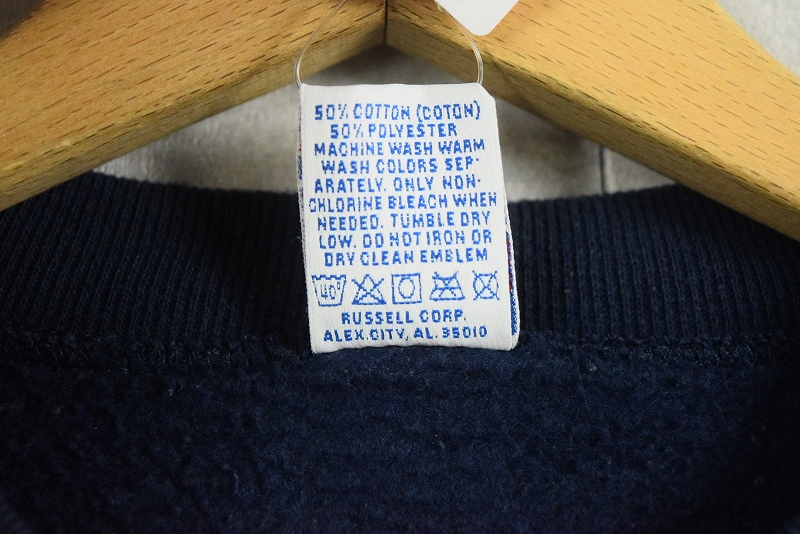 50% COTTON (COTON)
50% POLYESTER
MACHINE WASH WARM
WASH COLORS SEP-
ARATELY. ONLY NON-
CHLORINE BLEACH WHEN
NEEDED. TUMBLE DRY
LOW. DO NOT IRON OR
DRY CLEAN EMBLEM
40°
RUSSELL CORP.
ALEX.CITY, AL. 35010